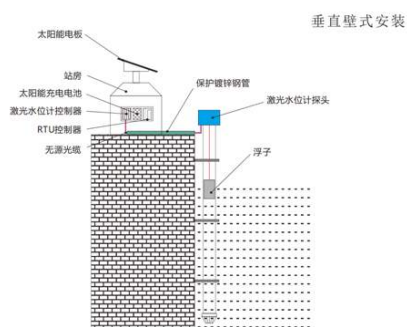 垂直壁式安装
太阳能电板
站房
太阳能充电电池
激光水位计控制器
RTU控制器
无源光缆
保护镀锌钢管
激光水位计探头
浮子